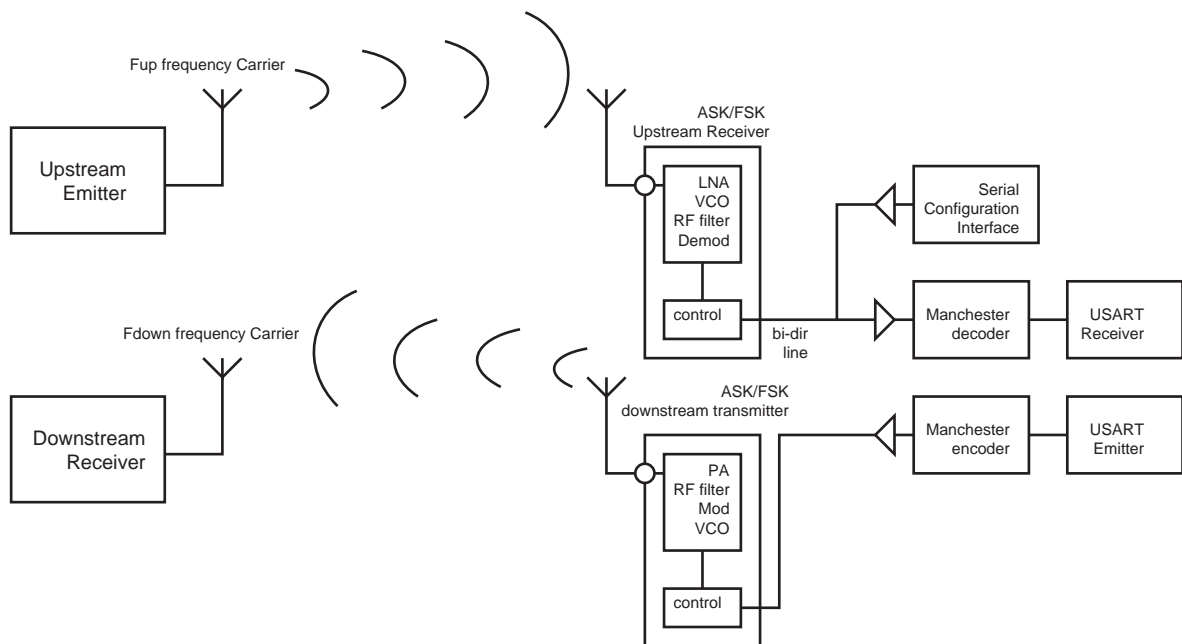 Fup frequency Carrier
ASK/FSK
Upstream Receiver
Upstream
Emitter
LNA
VCO
RF filter
Demod
Serial
Configuration
Interface
control
bi-dir
line
Manchester
decoder
USART
Receiver
Fdown frequency Carrier
ASK/FSK
downstream transmitter
Downstream
Receiver
Manchester
encoder
USART
Emitter
PA
RF filter
Mod
VCO
control